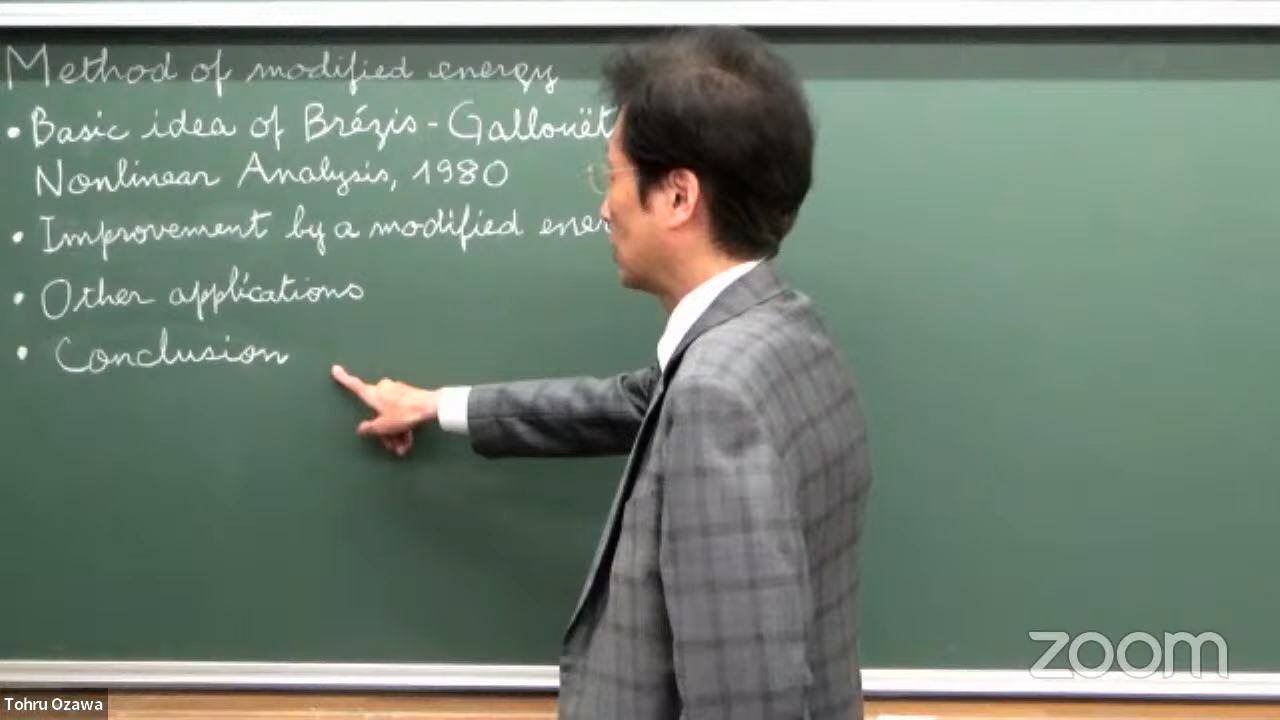 Method of modified energy
• Basic idea of Brézis - Gallouët
Nonlinear Analysis, 1980
• Improvement by a modified ener
• Other applications
• Conclusion
zoom
Tohru Ozawa